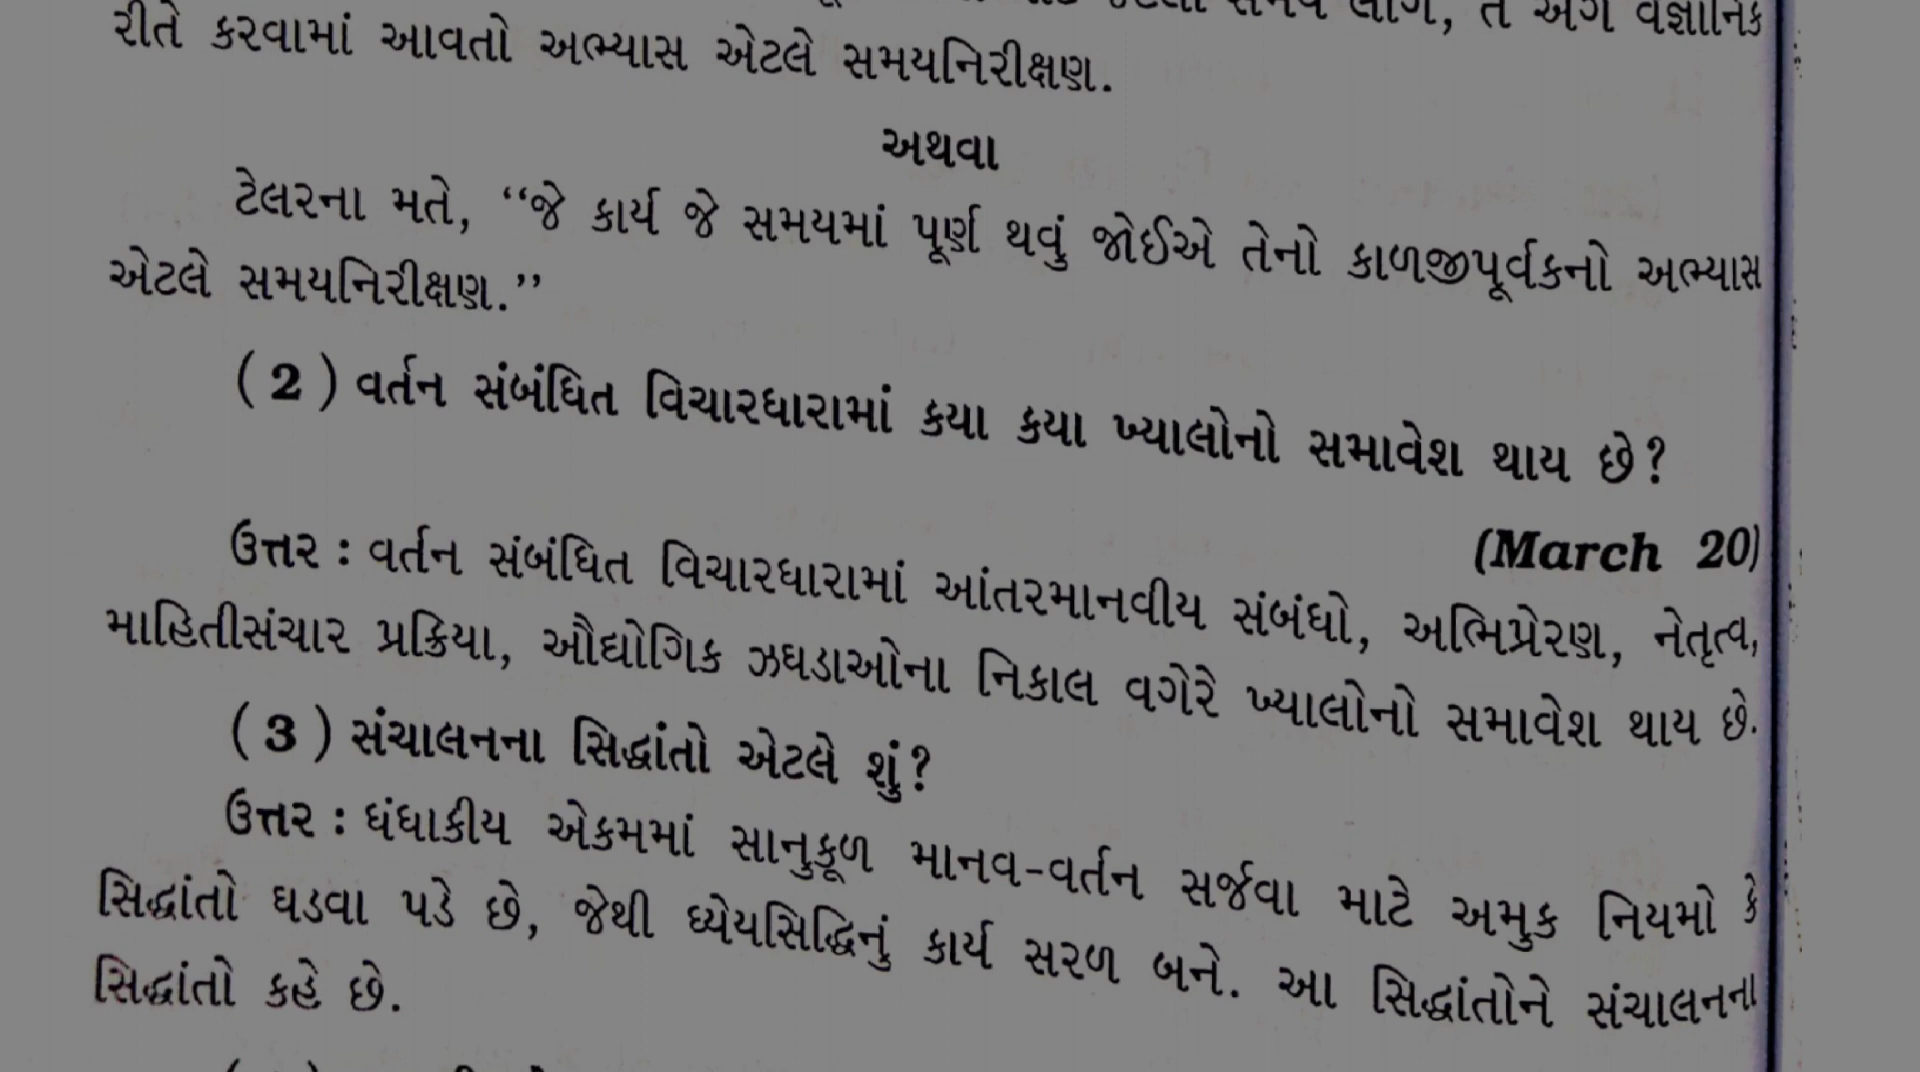 સમય લાગે, તે અંગે વૈજ્ઞાનિક
રીતે કરવામાં આવતો અભ્યાસ એટલે સમયનિરીક્ષણ.
અથવા
ટેલરના મતે, “જે કાર્ય જે સમયમાં પૂર્ણ થવું જોઈએ તેનો કાળજીપૂર્વકનો અભ્યાસ
એટલે સમયનિરીક્ષણ.”
(2) વર્તન સંબંધિત વિચારધારામાં કયા કયા ખ્યાલોનો સમાવેશ થાય છે?
(March 20)
ઉત્તર : વર્તન સંબંધિત વિચારધારામાં આંતરમાનવીય સંબંધો, અભિપ્રેરણ, નેતૃત્વ,
માહિતીસંચાર પ્રક્રિયા, ઔદ્યોગિક ઝઘડાઓના નિકાલ વગેરે ખ્યાલોનો સમાવેશ થાય છે.
(3) સંચાલનના સિદ્ધાંતો એટલે શું?
ઉત્તર : ધંધાકીય એકમમાં સાનુકૂળ માનવ-વર્તન સર્જવા માટે અમુક નિયમો કે
સિદ્ધાંતો ઘડવા પડે છે, જેથી ધ્યેયસિદ્ધિનું કાર્ય સરળ બને. આ સિદ્ધાંતોને સંચાલનના
સિદ્ધાંતો કહે છે.